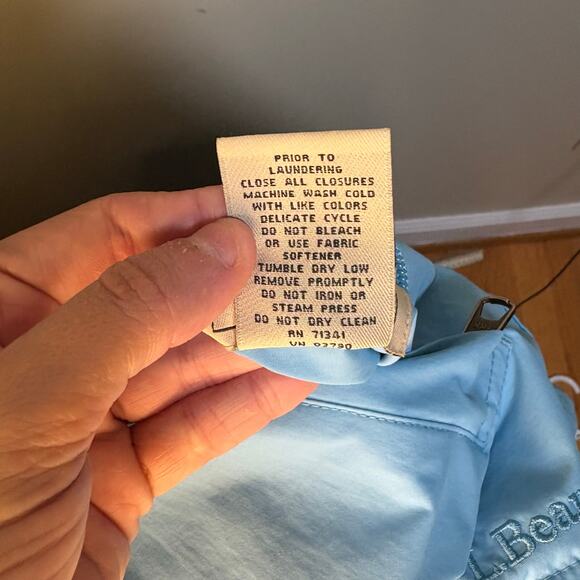 PRIOR TO
LAUNDERING
CLOSE ALL CLOSURES
MACHINE WASH COLD
WITH LIKE COLORS
DELICATE CYCLE
DO NOT BLEACH
OR USE FABRIC
SOFTENER
TUMBLE DRY LOW
REMOVE PROMPTLY
DO NOT IRON OR
STEAM PRESS
DO NOT DRY CLEAN
RN 71341
VN 93790
L.Bean